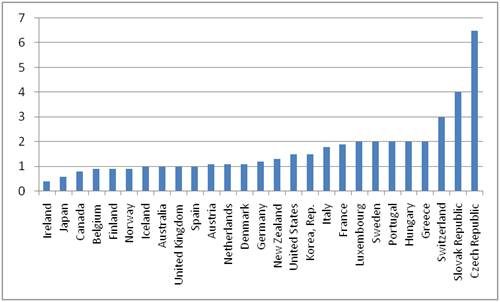 7
6
5
4
3
2
1
0
Ireland
Japan
Canada
Belgium
Finland
Norway
Iceland
Australia
United Kingdom
Spain
Austria
Netherlands
Denmark
Germany
New Zealand
United States
Korea, Rep.
Italy
France
Luxembourg
Sweden
Portugal
Hungary
Greece
Switzerland
Slovak Republic
Czech Republic